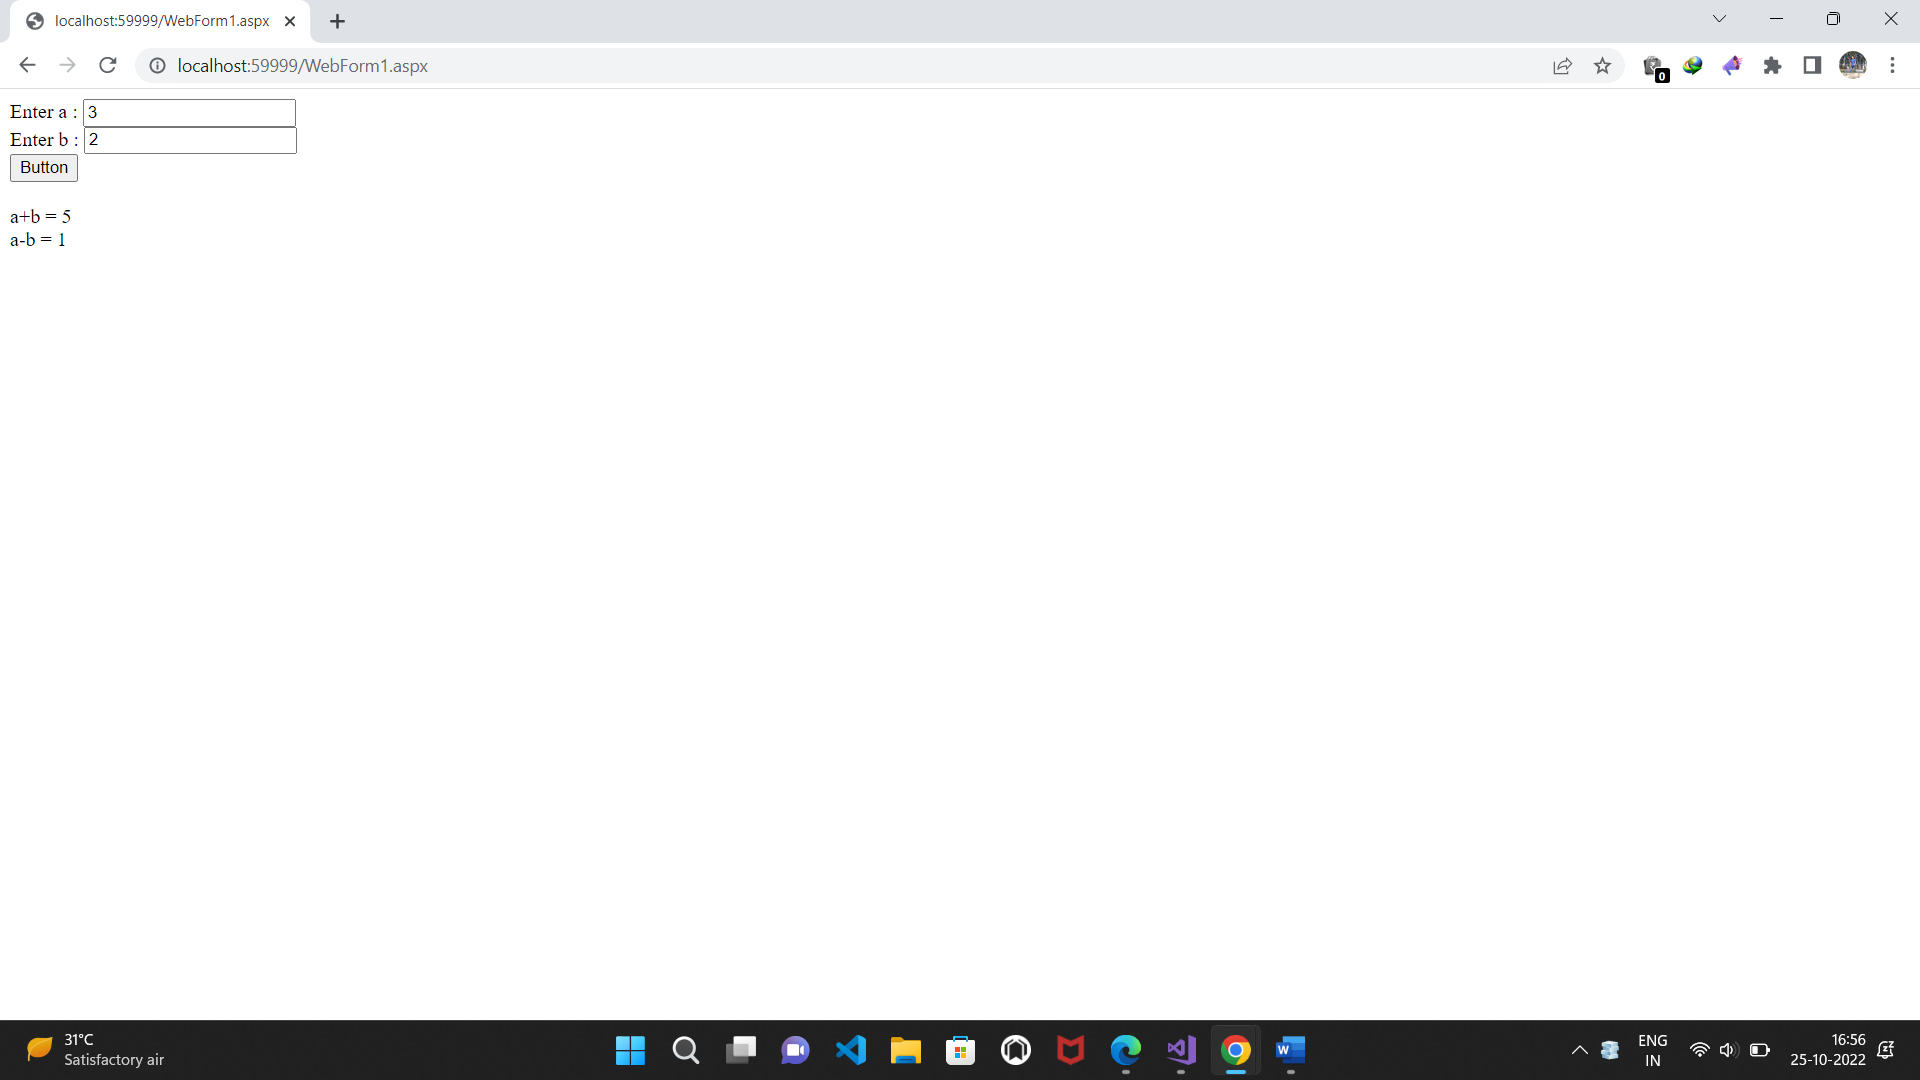 localhost:59999/WebForm1.aspx
localhost:59999/WebForm1.aspx
0
Enter a : 3
Enter b : 2
Button
a+b = 5
a-b = 1
31°C
Satisfactory air
W
ENG
IN
16:56
25-10-2022